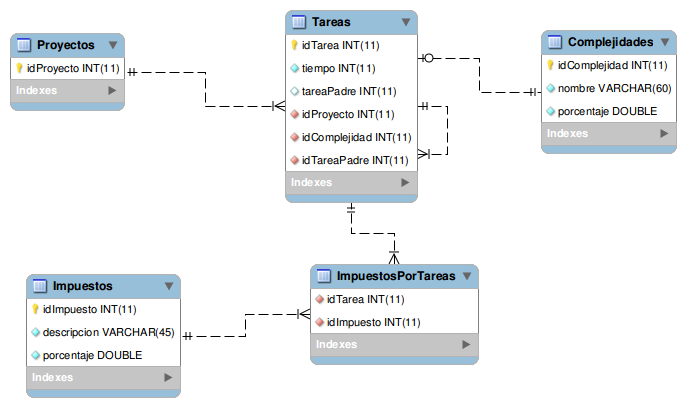 Proyectos
idProyecto INT(11)
Indexes
Tareas
idTarea INT(11)
tiempo INT(11)
tareaPadre INT(11)
idProyecto INT(11)
idComplejidad INT(11)
idTareaPadre INT(11)
Indexes
Complejidades
idComplejidad INT(11)
nombre VARCHAR(60)
porcentaje DOUBLE
Indexes
Impuestos
idImpuesto INT(11)
descripcion VARCHAR(45)
porcentaje DOUBLE
Indexes
ImpuestosPorTareas
idTarea INT(11)
idImpuesto INT(11)
Indexes